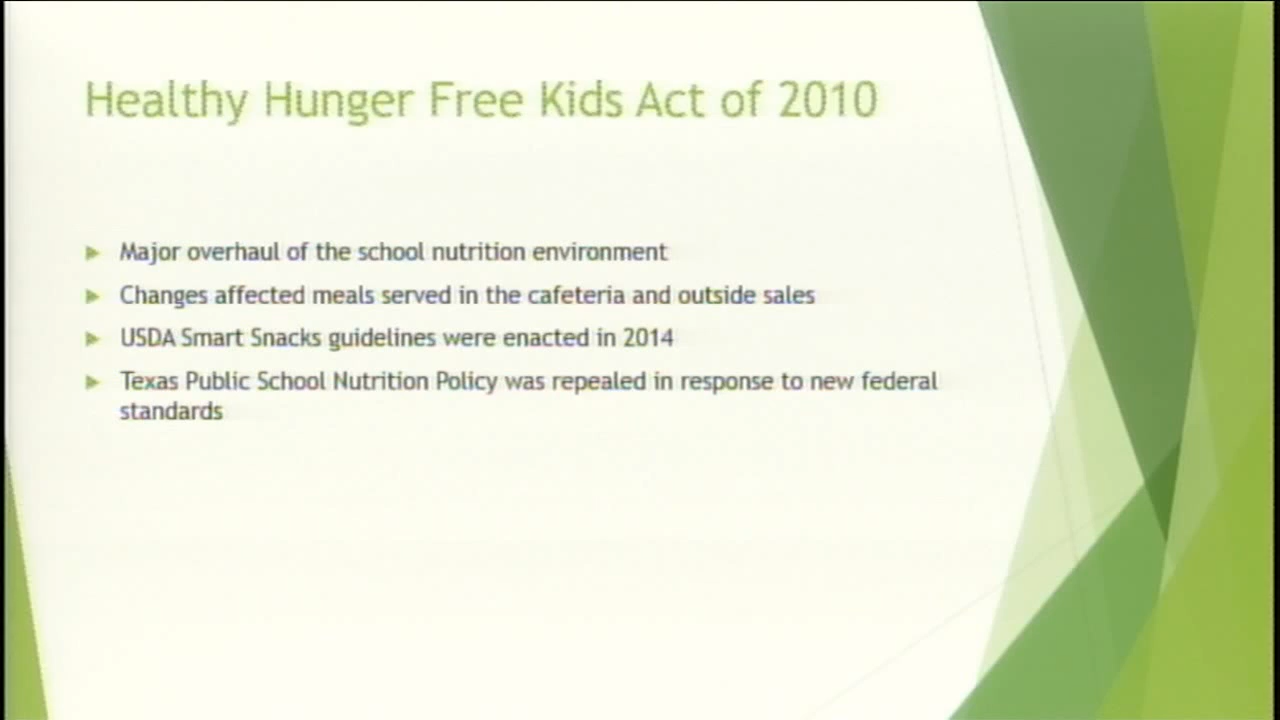 Healthy Hunger Free Kids Act of 2010
Major overhaul of the school nutrition environment
Changes affected meals served in the cafeteria and outside sales
USDA Smart Snacks guidelines were enacted in 2014
Texas Public School Nutrition Policy was repealed in response to new federal
standards